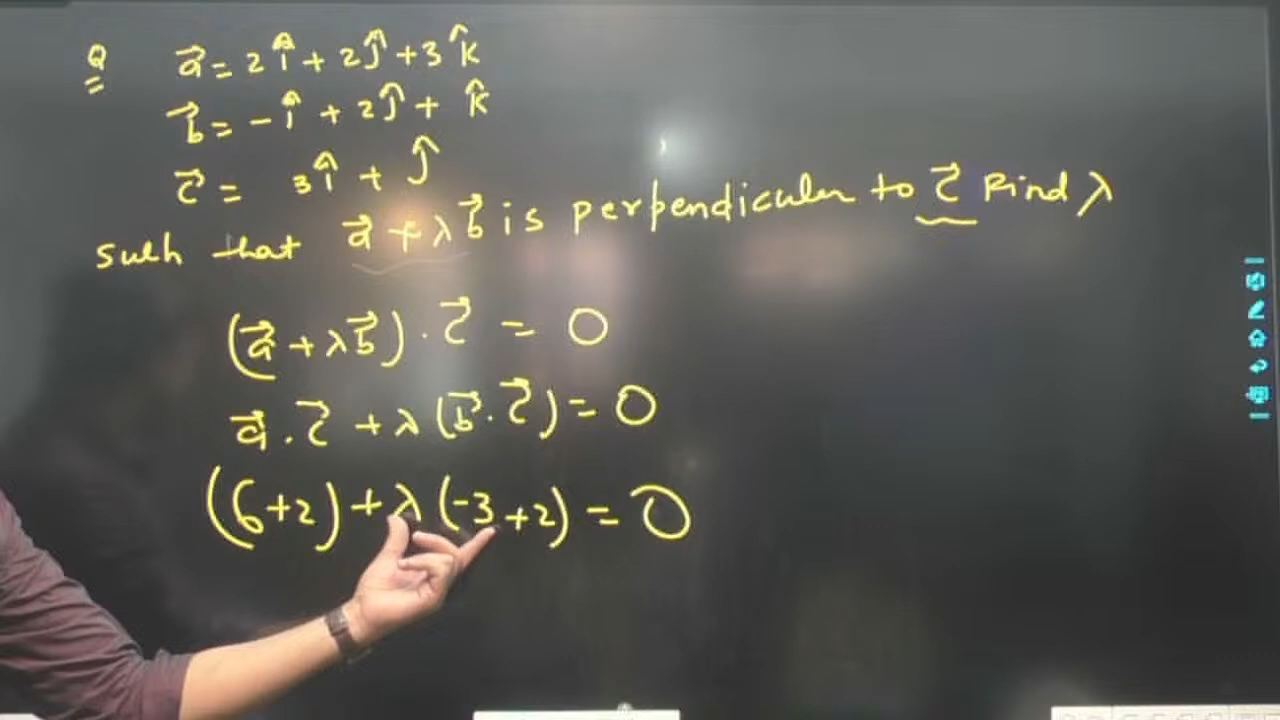 Q a⃗ = 2î + 2ĵ + 3k̂
b⃗ = -î + 2ĵ + k̂
c⃗ = 3î + ĵ
such that a⃗ + λb⃗ is perpendicular to c⃗ Find λ
(a⃗ + λb⃗) . c⃗ = 0
a⃗ . c⃗ + λ(b⃗ . c⃗) = 0
(6+2) + λ(-3+2) = 0